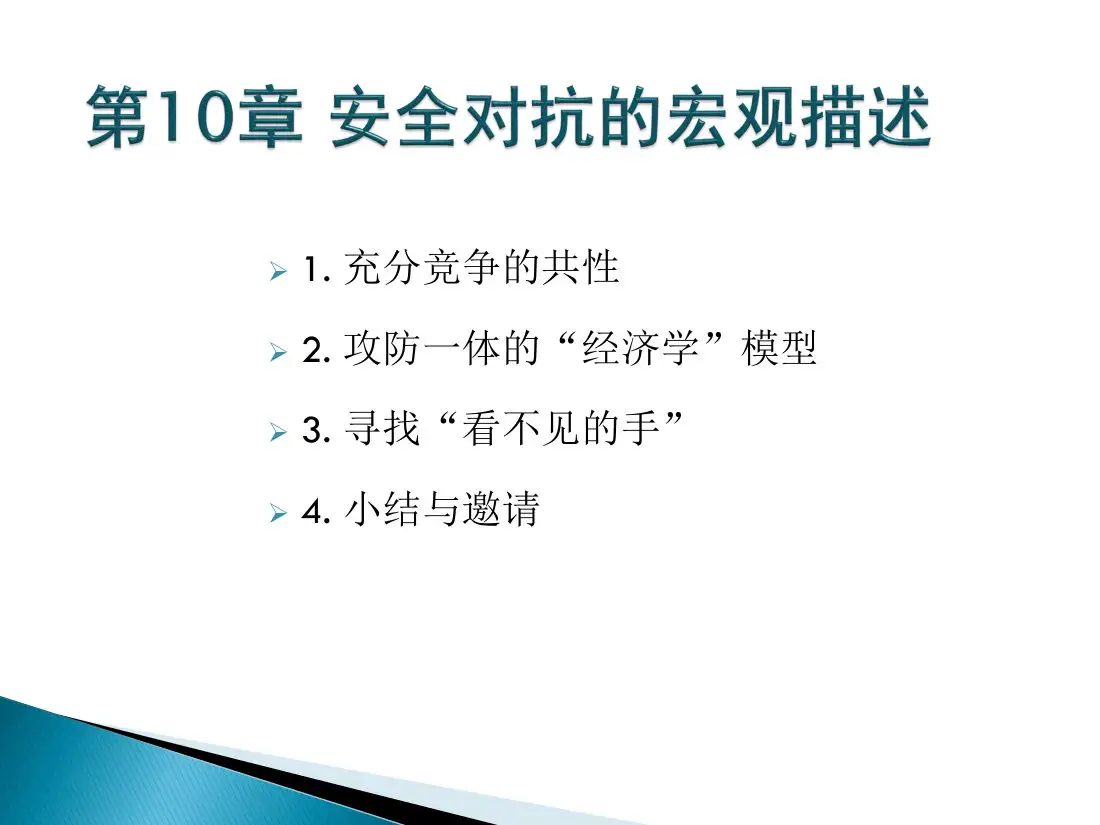 第10章 安全对抗的宏观描述
1. 充分竞争的共性
2. 攻防一体的“经济学”模型
3. 寻找“看不见的手”
4. 小结与邀请